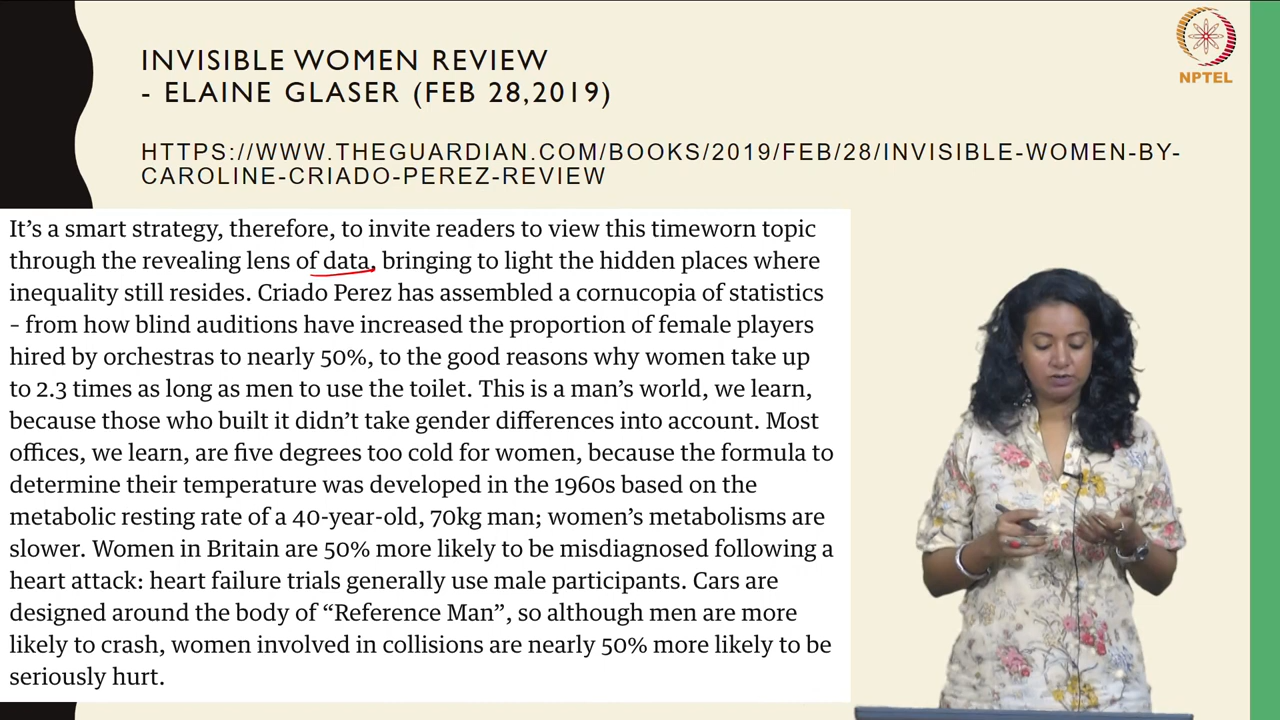 INVISIBLE WOMEN REVIEW
- ELAINE GLASER (FEB 28,2019)
HTTPS://WWW.THEGUARDIAN.COM/BOOKS/2019/FEB/28/INVISIBLE-WOMEN-BY-
CAROLINE-CRIADO-PEREZ-REVIEW
NPTEL
It’s a smart strategy, therefore, to invite readers to view this timeworn topic
through the revealing lens of data, bringing to light the hidden places where
inequality still resides. Criado Perez has assembled a cornucopia of statistics
– from how blind auditions have increased the proportion of female players
hired by orchestras to nearly 50%, to the good reasons why women take up
to 2.3 times as long as men to use the toilet. This is a man’s world, we learn,
because those who built it didn’t take gender differences into account. Most
offices, we learn, are five degrees too cold for women, because the formula to
determine their temperature was developed in the 1960s based on the
metabolic resting rate of a 40-year-old, 70kg man; women’s metabolisms are
slower. Women in Britain are 50% more likely to be misdiagnosed following a
heart attack: heart failure trials generally use male participants. Cars are
designed around the body of “Reference Man”, so although men are more
likely to crash, women involved in collisions are nearly 50% more likely to be
seriously hurt.